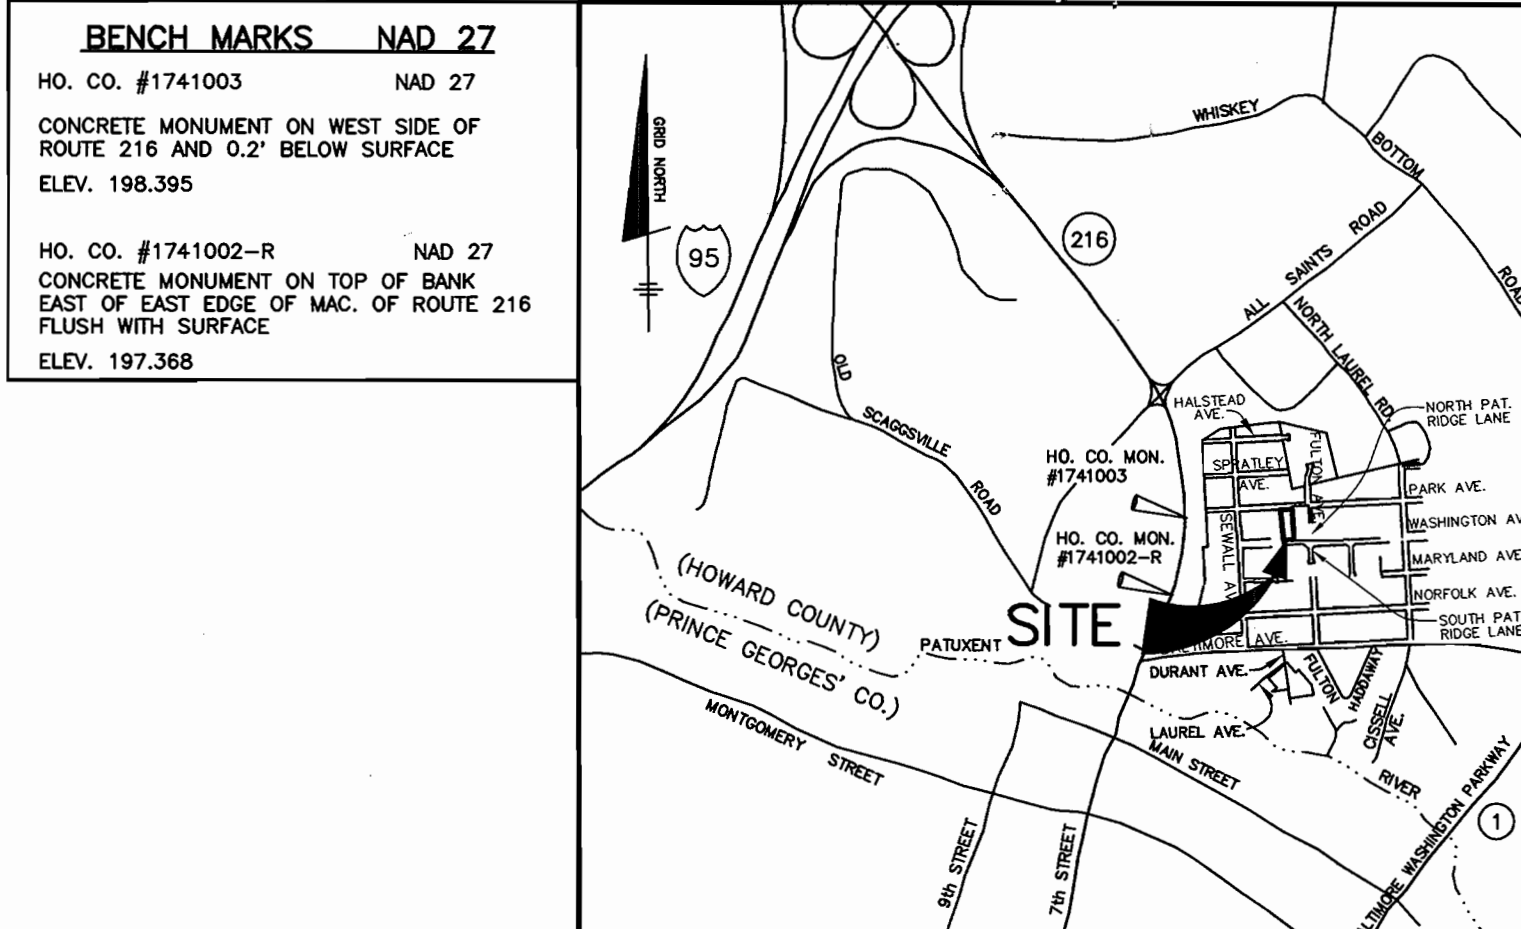 BENCH MARKS NAD 27
HO. CO. #1741003 NAD 27
CONCRETE MONUMENT ON WEST SIDE OF
ROUTE 216 AND 0.2' BELOW SURFACE
ELEV. 198.395
HO. CO. #1741002-R NAD 27
CONCRETE MONUMENT ON TOP OF BANK
EAST OF EAST EDGE OF MAC. OF ROUTE 216
FLUSH WITH SURFACE
ELEV. 197.368
GRID NORTH
95
216
WHISKEY
BOTTOM
ROAD
ALL SAINTS ROAD
NORTH LAUREL RD.
OLD
SCAGGSVILLE
ROAD
HALSTEAD
AVE.
NORTH PAT.
RIDGE LANE
HO. CO. MON.
#1741003
SPRATLEY
AVE.
FULTON AVE
PARK AVE.
WASHINGTON AV
SEWALL AV
HO. CO. MON.
#1741002-R
MARYLAND AVE
NORFOLK AVE.
SOUTH PAT
RIDGE LANE
(HOWARD COUNTY)
(PRINCE GEORGES' CO.)
SITE
PATUXENT
RIVER
ALTIMORE AVE.
DURANT AVE.
FULTON
HADDAWAY
CISSELL
AVE.
LAUREL AVE.
MONTGOMERY STREET
MAIN STREET
9th STREET
7th STREET
ALTIMORE WASHINGTON PARKWAY
1